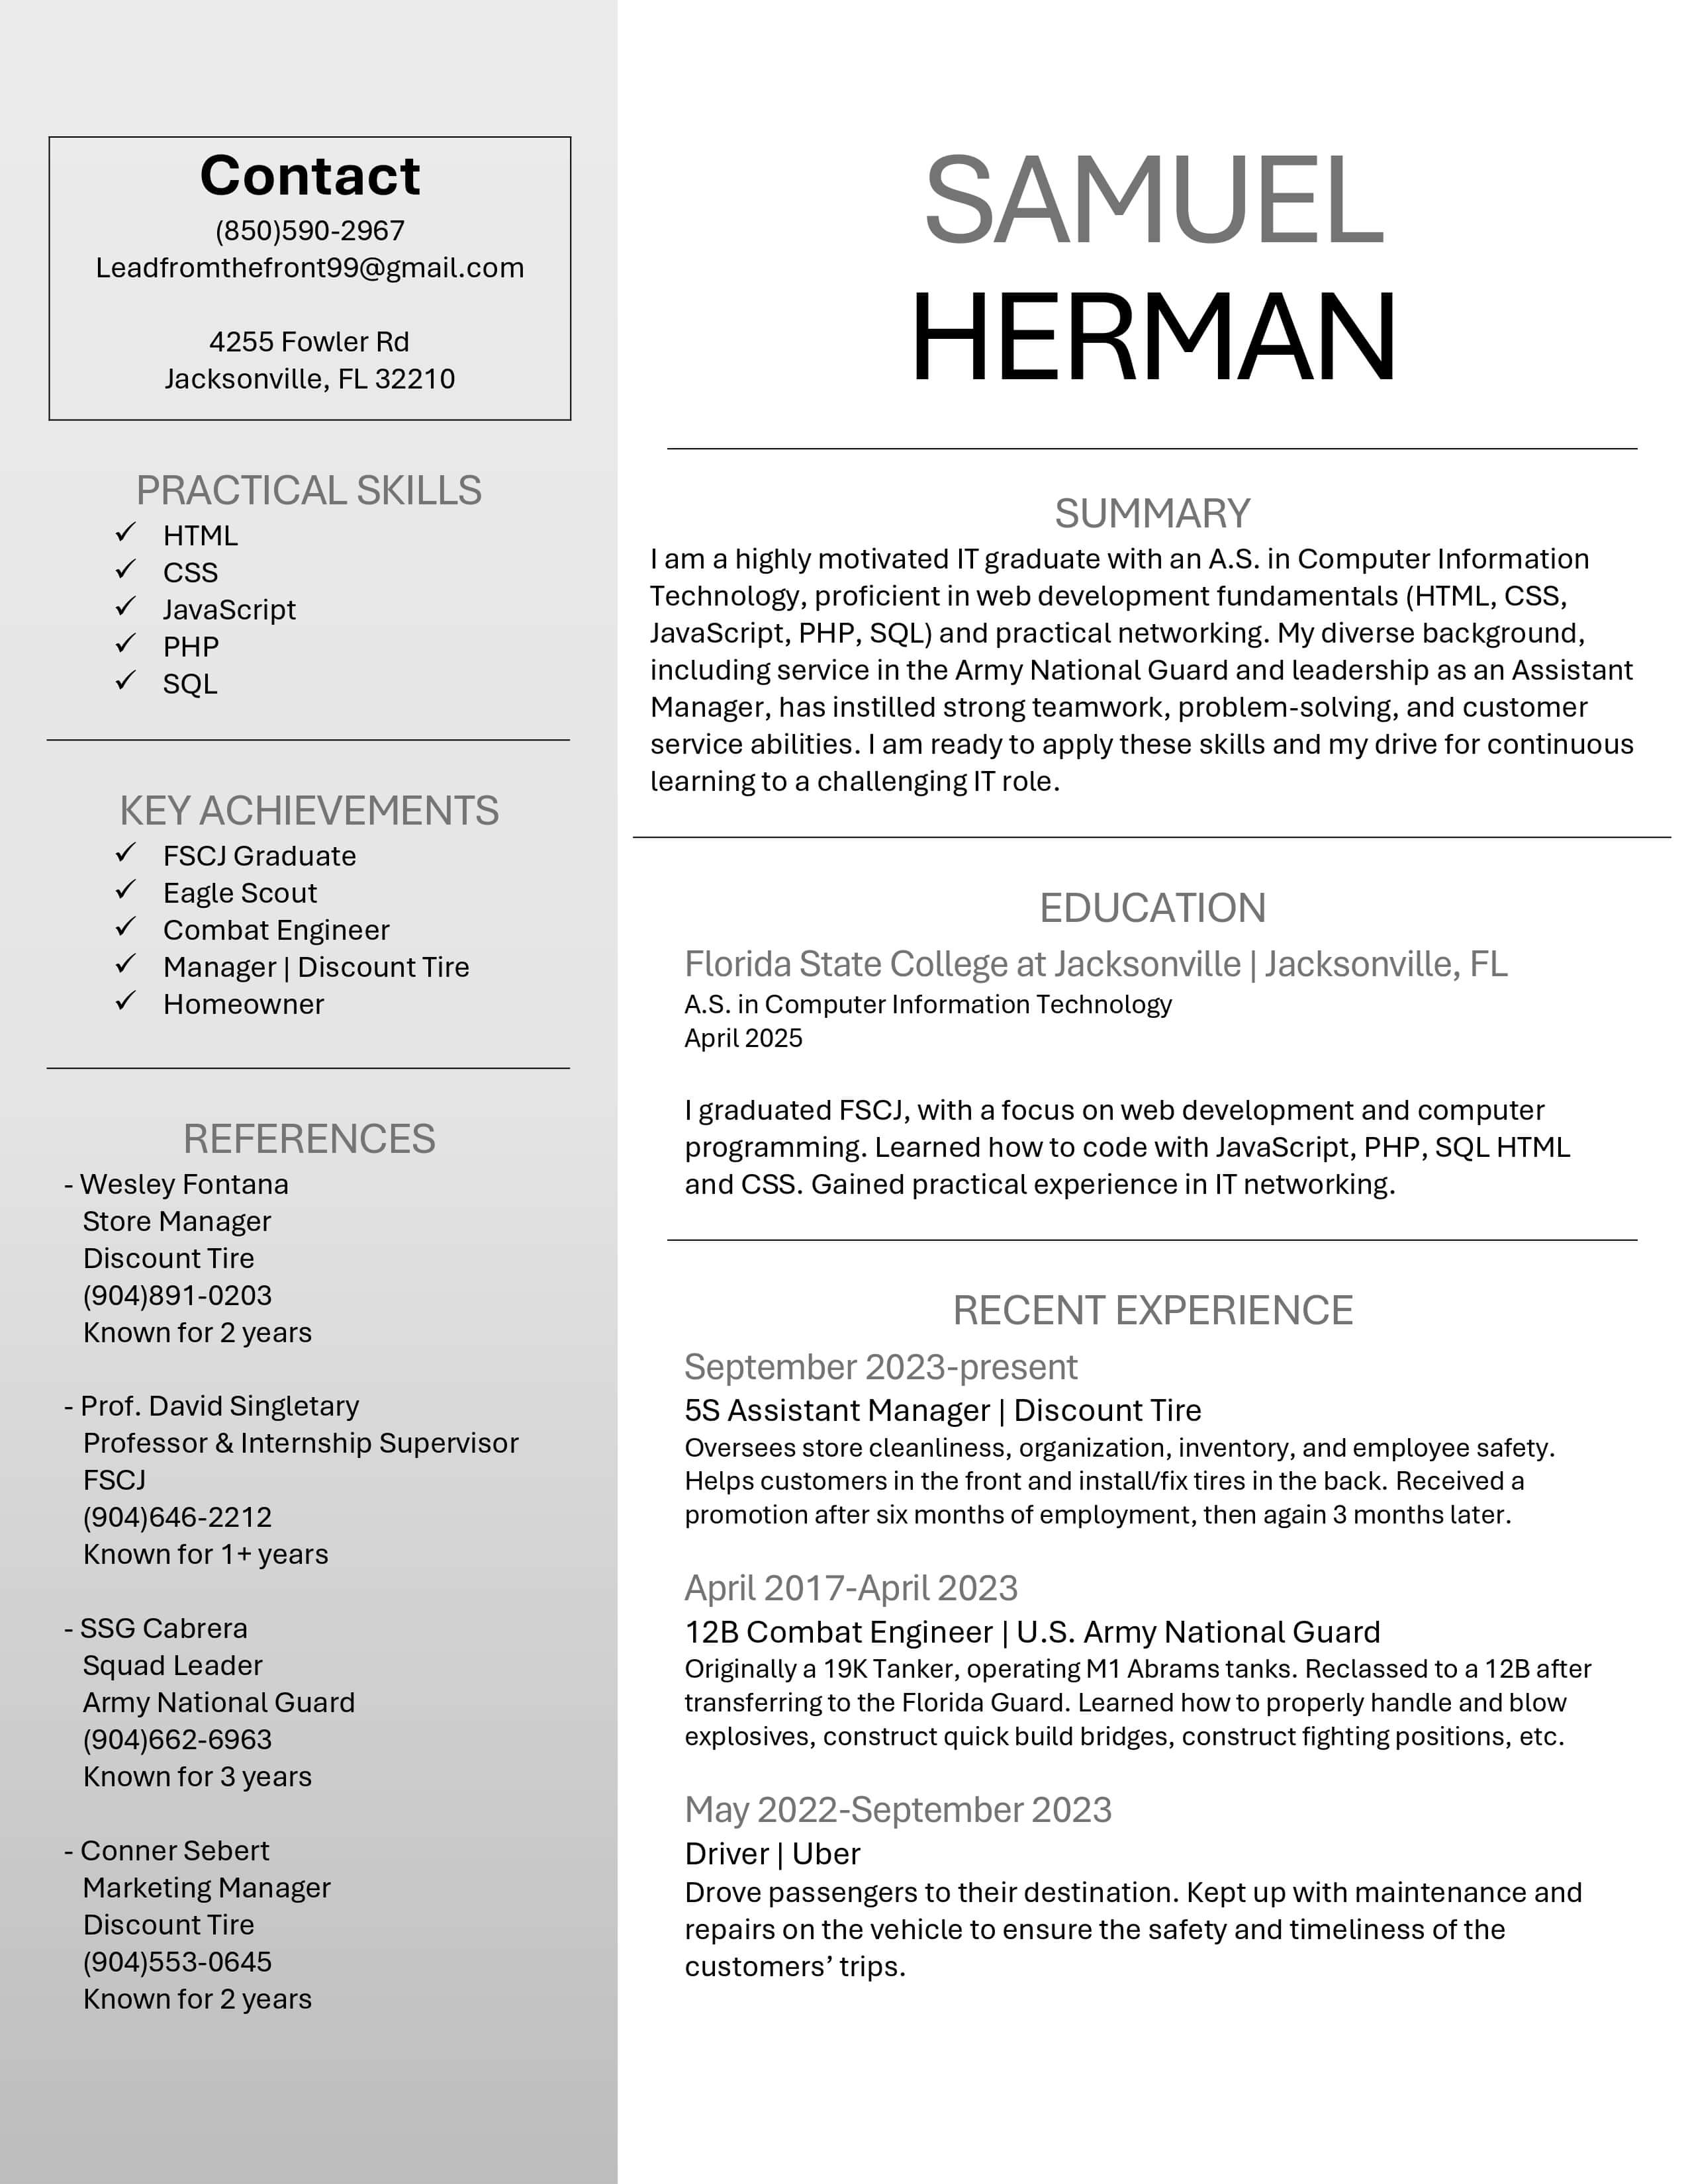 Contact
(850)590-2967
Leadfromthefront99@gmail.com
4255 Fowler Rd
Jacksonville, FL 32210
PRACTICAL SKILLS
✓ HTML
✓ CSS
✓ JavaScript
✓ PHP
✓ SQL
KEY ACHIEVEMENTS
✓ FSCJ Graduate
✓ Eagle Scout
✓ Combat Engineer
✓ Manager | Discount Tire
✓ Homeowner
REFERENCES
- Wesley Fontana
Store Manager
Discount Tire
(904)891-0203
Known for 2 years
- Prof. David Singletary
Professor & Internship Supervisor
FSCJ
(904)646-2212
Known for 1+ years
- SSG Cabrera
Squad Leader
Army National Guard
(904)662-6963
Known for 3 years
- Conner Sebert
Marketing Manager
Discount Tire
(904)553-0645
Known for 2 years
SAMUEL
HERMAN
SUMMARY
I am a highly motivated IT graduate with an A.S. in Computer Information
Technology, proficient in web development fundamentals (HTML, CSS,
JavaScript, PHP, SQL) and practical networking. My diverse background,
including service in the Army National Guard and leadership as an Assistant
Manager, has instilled strong teamwork, problem-solving, and customer
service abilities. I am ready to apply these skills and my drive for continuous
learning to a challenging IT role.
EDUCATION
Florida State College at Jacksonville | Jacksonville, FL
A.S. in Computer Information Technology
April 2025
I graduated FSCJ, with a focus on web development and computer
programming. Learned how to code with JavaScript, PHP, SQL HTML
and CSS. Gained practical experience in IT networking.
RECENT EXPERIENCE
September 2023-present
5S Assistant Manager | Discount Tire
Oversees store cleanliness, organization, inventory, and employee safety.
Helps customers in the front and install/fix tires in the back. Received a
promotion after six months of employment, then again 3 months later.
April 2017-April 2023
12B Combat Engineer | U.S. Army National Guard
Originally a 19K Tanker, operating M1 Abrams tanks. Reclassed to a 12B after
transferring to the Florida Guard. Learned how to properly handle and blow
explosives, construct quick build bridges, construct fighting positions, etc.
May 2022-September 2023
Driver | Uber
Drove passengers to their destination. Kept up with maintenance and
repairs on the vehicle to ensure the safety and timeliness of the
customers’ trips.